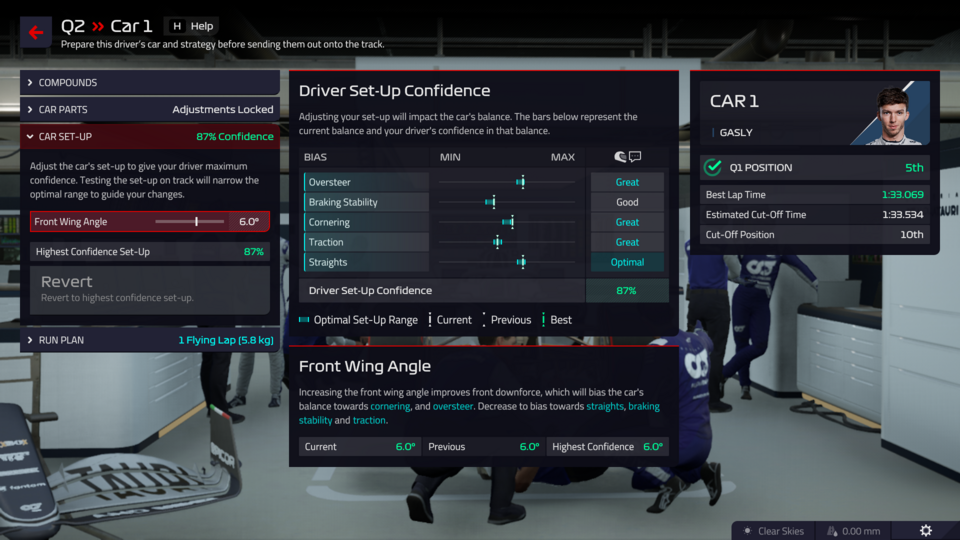 Q2 >> Car 1 H Help
Prepare this driver's car and strategy before sending them out onto the track.
COMPOUNDS
CAR PARTS Adjustments Locked
CAR SET-UP 87% Confidence
Adjust the car's set-up to give your driver maximum
confidence. Testing the set-up on track will narrow the
optimal range to guide your changes.
Front Wing Angle 6.0°
Highest Confidence Set-Up 87%
Revert
Revert to highest confidence set-up.
RUN PLAN 1 Flying Lap (5.8 kg)
Driver Set-Up Confidence
Adjusting your set-up will impact the car's balance. The bars below represent the
current balance and your driver's confidence in that balance.
BIAS MIN MAX
Oversteer Great
Braking Stability Good
Cornering Great
Traction Great
Straights Optimal
Driver Set-Up Confidence 87%
Optimal Set-Up Range Current Previous Best
Front Wing Angle
Increasing the front wing angle improves front downforce, which will bias the car's
balance towards cornering, and oversteer. Decrease to bias towards straights, braking
stability and traction.
Current 6.0° Previous 6.0° Highest Confidence 6.0°
CAR 1
GASLY
Q1 POSITION 5th
Best Lap Time 1:33.069
Estimated Cut-Off Time 1:33.534
Cut-Off Position 10th
TAURI
Clear Skies 0.00 mm